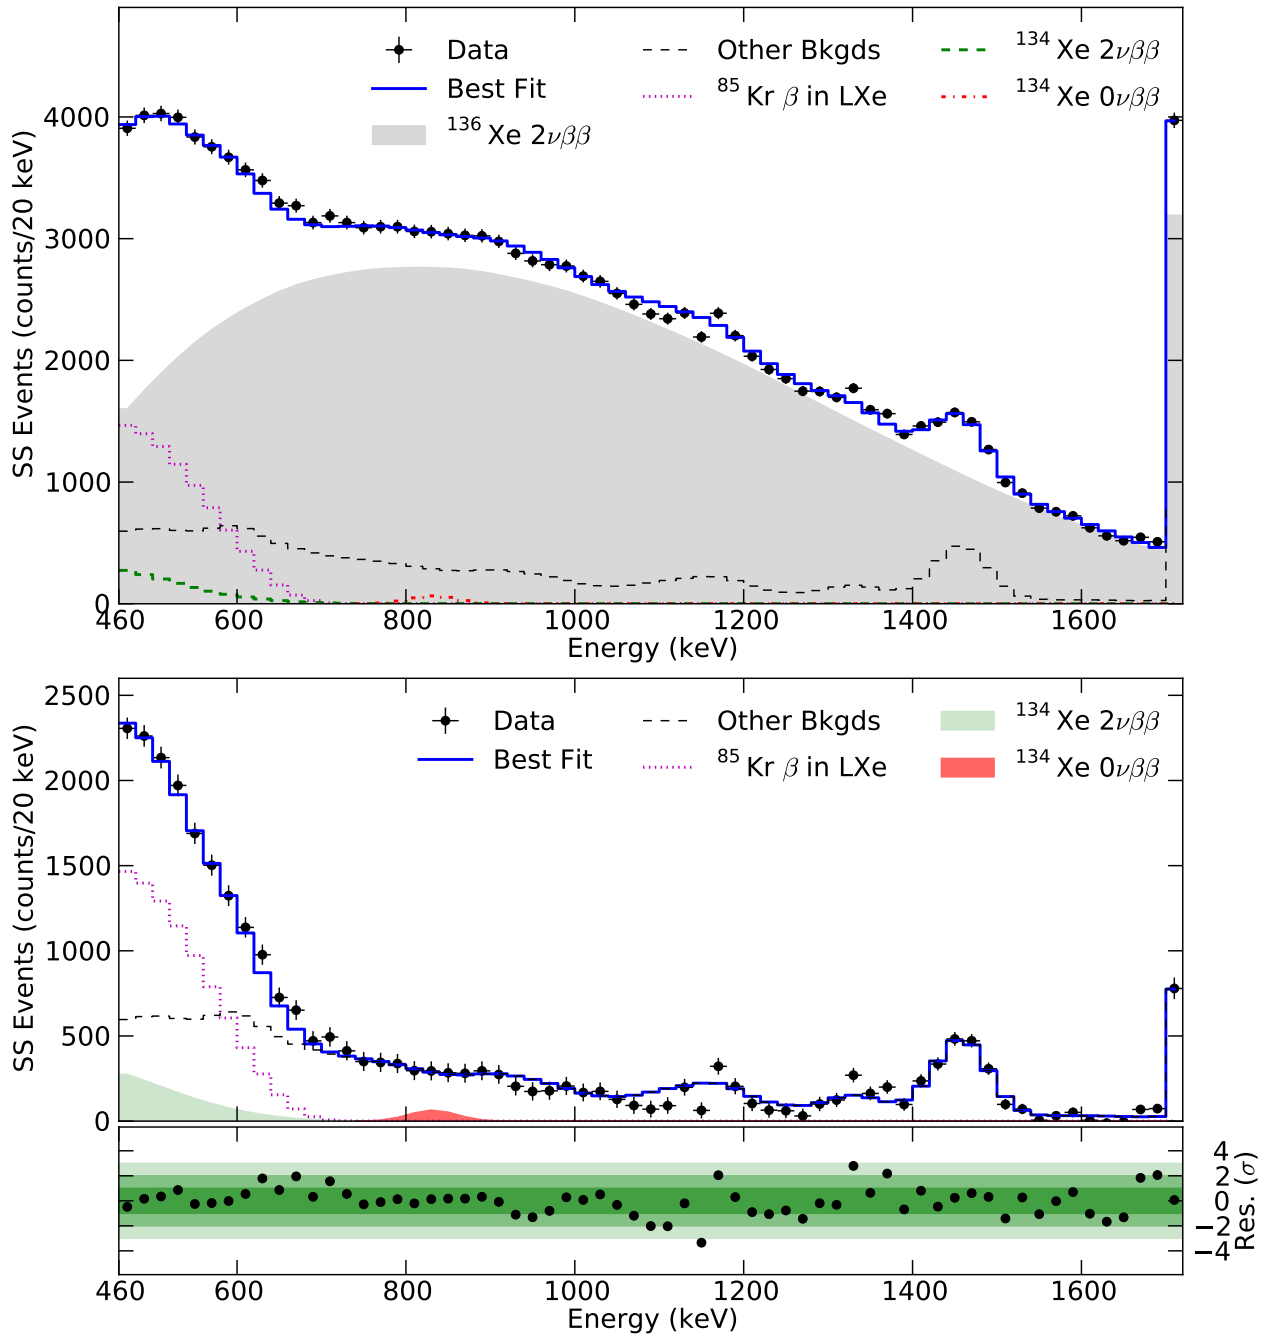 Data
Best Fit
¹³⁶Xe 2νββ
Other Bkgds
⁸⁵Kr β in LXe
¹³⁴Xe 2νββ
¹³⁴Xe 0νββ
SS Events (counts/20 keV)
4000
3000
2000
1000
0
460 600 800 1000 1200 1400 1600
Energy (keV)
Data
Best Fit
Other Bkgds
⁸⁵Kr β in LXe
¹³⁴Xe 2νββ
¹³⁴Xe 0νββ
SS Events (counts/20 keV)
2500
2000
1500
1000
500
0
4
2
0
−2
−4
Res. (σ)
460 600 800 1000 1200 1400 1600
Energy (keV)